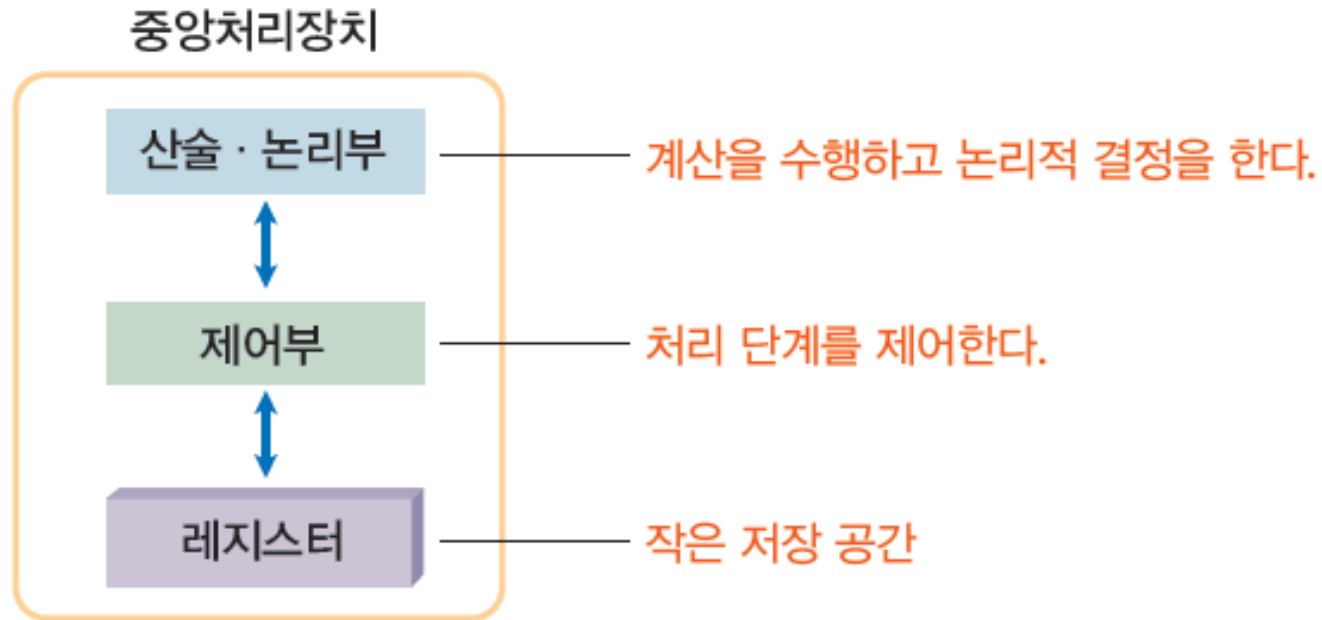 중앙처리장치
산술 · 논리부
계산을 수행하고 논리적 결정을 한다.
제어부
처리 단계를 제어한다.
레지스터
작은 저장 공간